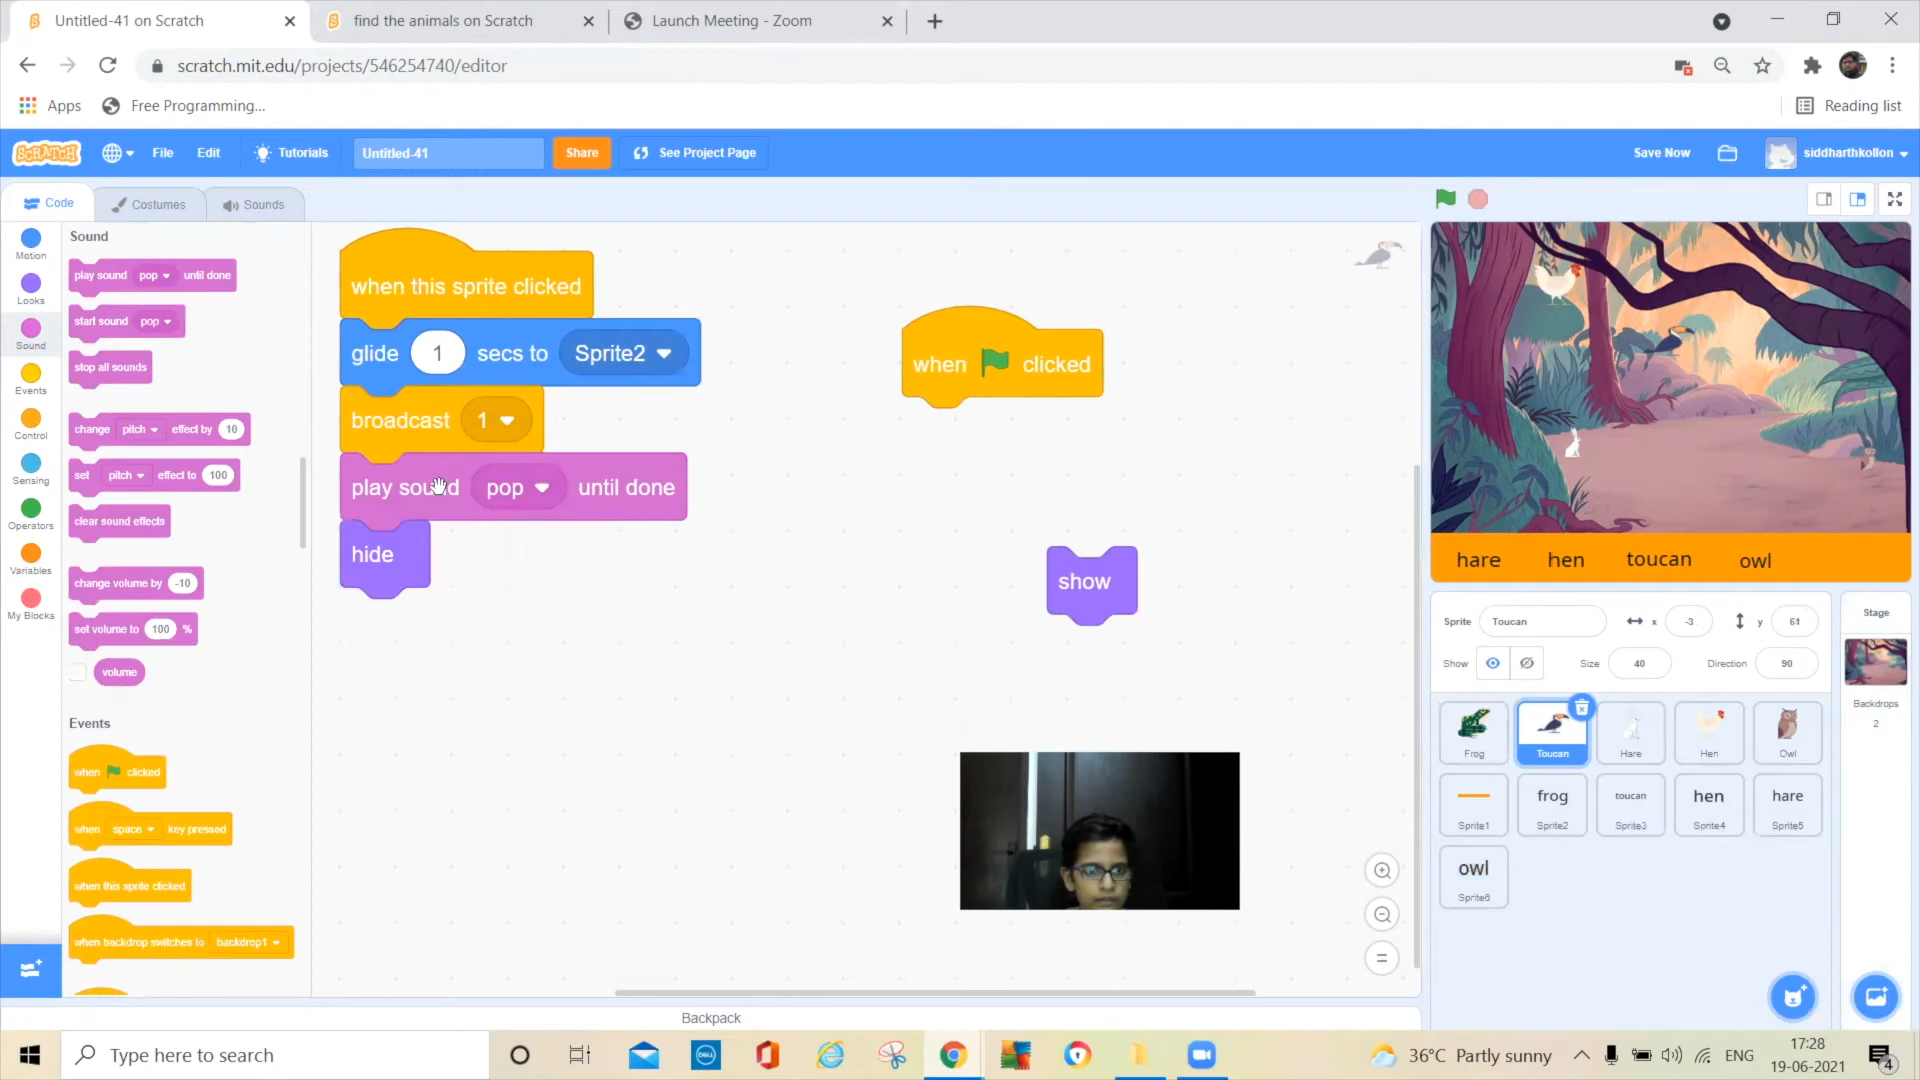 Untitled-41 on Scratch
find the animals on Scratch
Launch Meeting - Zoom
scratch.mit.edu/projects/546254740/editor
Apps
Free Programming...
Reading list
SCRATCH
File
Edit
Tutorials
Untitled-41
Share
See Project Page
Save Now
siddharthkollon
Code
Costumes
Sounds
Motion
Looks
Sound
Events
Control
Sensing
Operators
Variables
My Blocks
Sound
play sound pop until done
start sound pop
stop all sounds
change pitch effect by 10
set pitch effect to 100
clear sound effects
change volume by -10
set volume to 100 %
volume
Events
when clicked
when space key pressed
when this sprite clicked
when backdrop switches to backdrop1
when this sprite clicked
glide 1 secs to Sprite2
broadcast 1
play sound pop until done
hide
when clicked
show
hare hen toucan owl
Sprite Toucan x -3 y 61
Show Size 40 Direction 90
Stage
Backdrops
2
Frog
Toucan
Hare
Hen
Owl
frog
Sprite1
Sprite2
toucan
Sprite3
hen
Sprite4
hare
Sprite5
owl
Sprite6
Backpack
Type here to search
DELL
36°C Partly sunny
ENG
17:28
19-06-2021
4